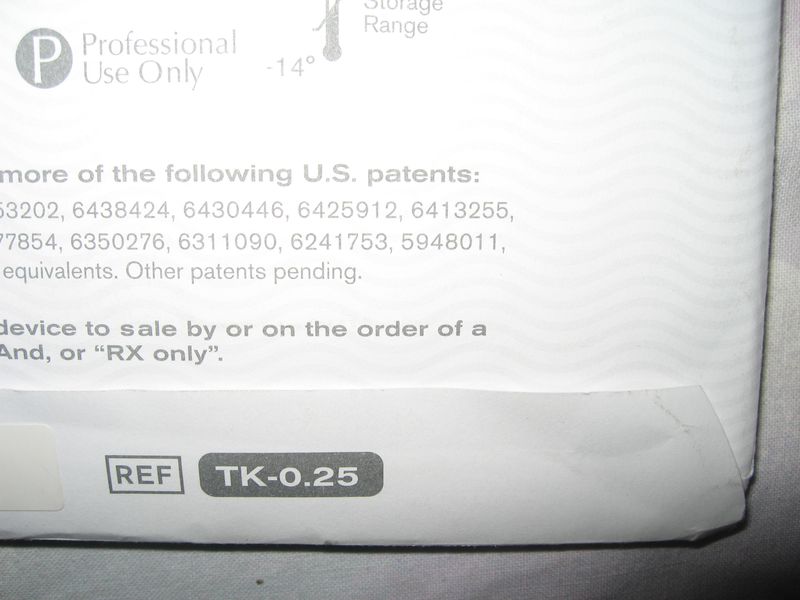 Storage
Range
P Professional
Use Only
-14°
more of the following U.S. patents:
53202, 6438424, 6430446, 6425912, 6413255,
77854, 6350276, 6311090, 6241753, 5948011,
equivalents. Other patents pending.
device to sale by or on the order of a
And, or “RX only”.
REF TK-0.25